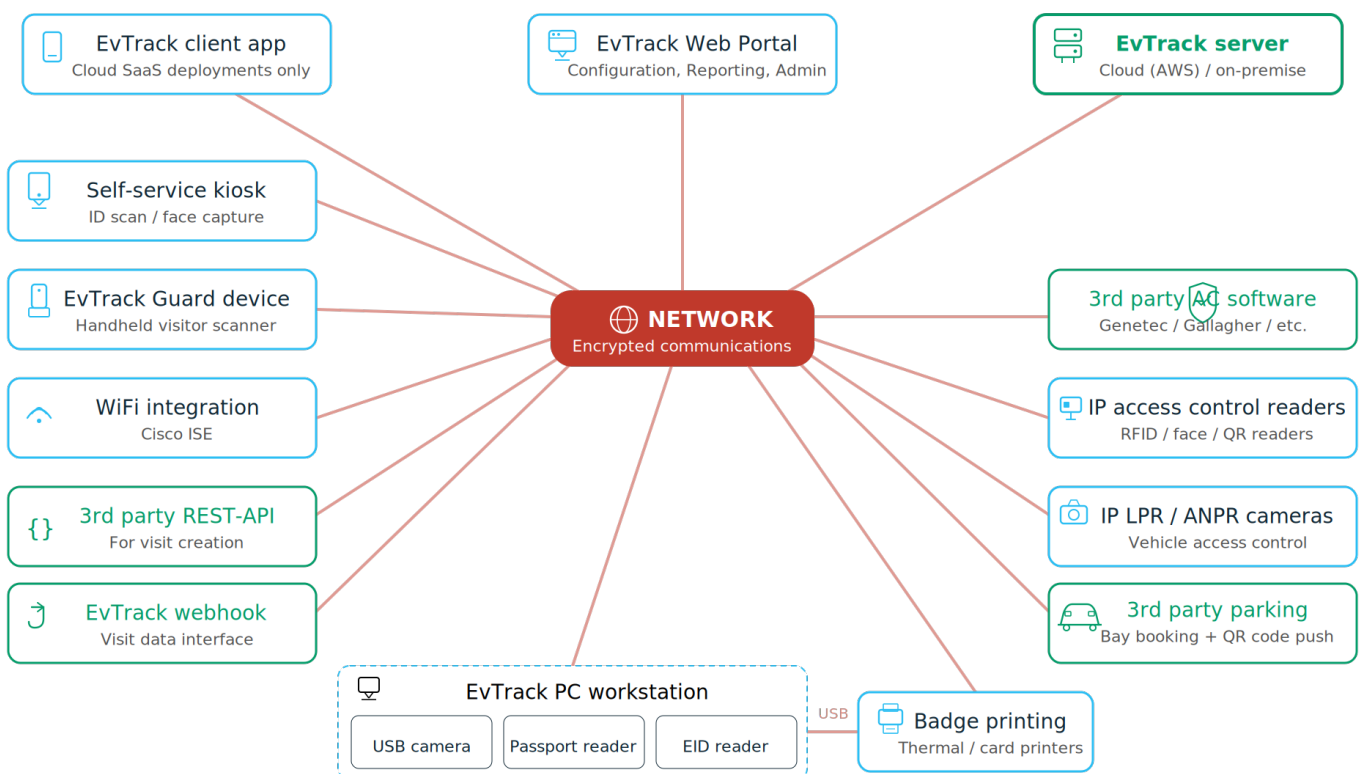 EvTrack client app
Cloud SaaS deployments only
EvTrack Web Portal
Configuration, Reporting, Admin
EvTrack server
Cloud (AWS) / on-premise
Self-service kiosk
ID scan / face capture
EvTrack Guard device
Handheld visitor scanner
NETWORK
Encrypted communications
3rd party AC software
Genetec / Gallagher / etc.
WiFi integration
Cisco ISE
IP access control readers
RFID / face / QR readers
{}
3rd party REST-API
For visit creation
IP LPR / ANPR cameras
Vehicle access control
EvTrack webhook
Visit data interface
3rd party parking
Bay booking + QR code push
EvTrack PC workstation
USB camera
Passport reader
EID reader
USB
Badge printing
Thermal / card printers